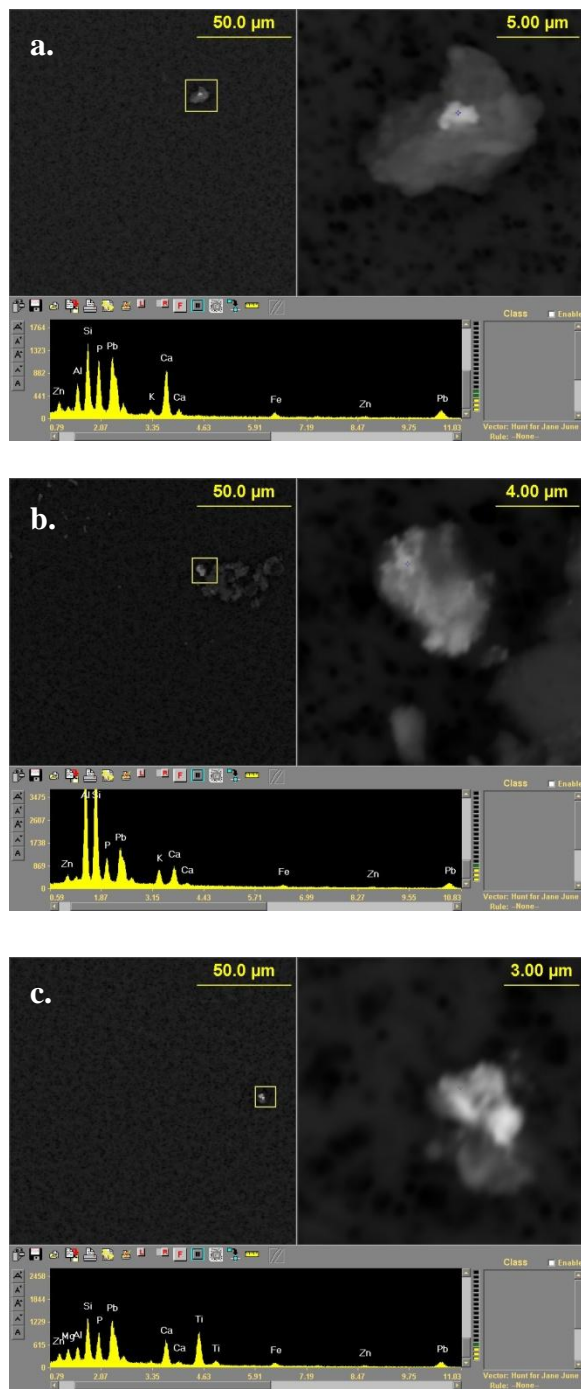 a.
50.0 µm
5.00 µm
Class
Enable
1764
1323
882
441
0
Zn
Al
Si
P
Pb
K
Ca
Ca
Fe
Zn
Pb
0.79 2.07 3.35 4.63 5.91 7.19 8.47 9.75 11.03
Vector: Hunt for Jane June
Rule: --None--
b.
50.0 µm
4.00 µm
Class
Enable
3475
2687
1738
869
0
Zn
Al
Si
P
Pb
K
Ca
Ca
Fe
Zn
Pb
0.59 1.87 3.15 4.43 5.71 6.99 8.27 9.55 10.83
Vector: Hunt for Jane June
Rule: --None--
c.
50.0 µm
3.00 µm
Class
Enable
2458
1844
1229
615
0
Zn
Mg
Al
Si
P
Pb
Ca
Ca
Ti
Ti
Fe
Zn
Pb
0.79 2.07 3.35 4.63 5.91 7.19 8.47 9.75 11.03
Vector: Hunt for Jane June
Rule: --None--